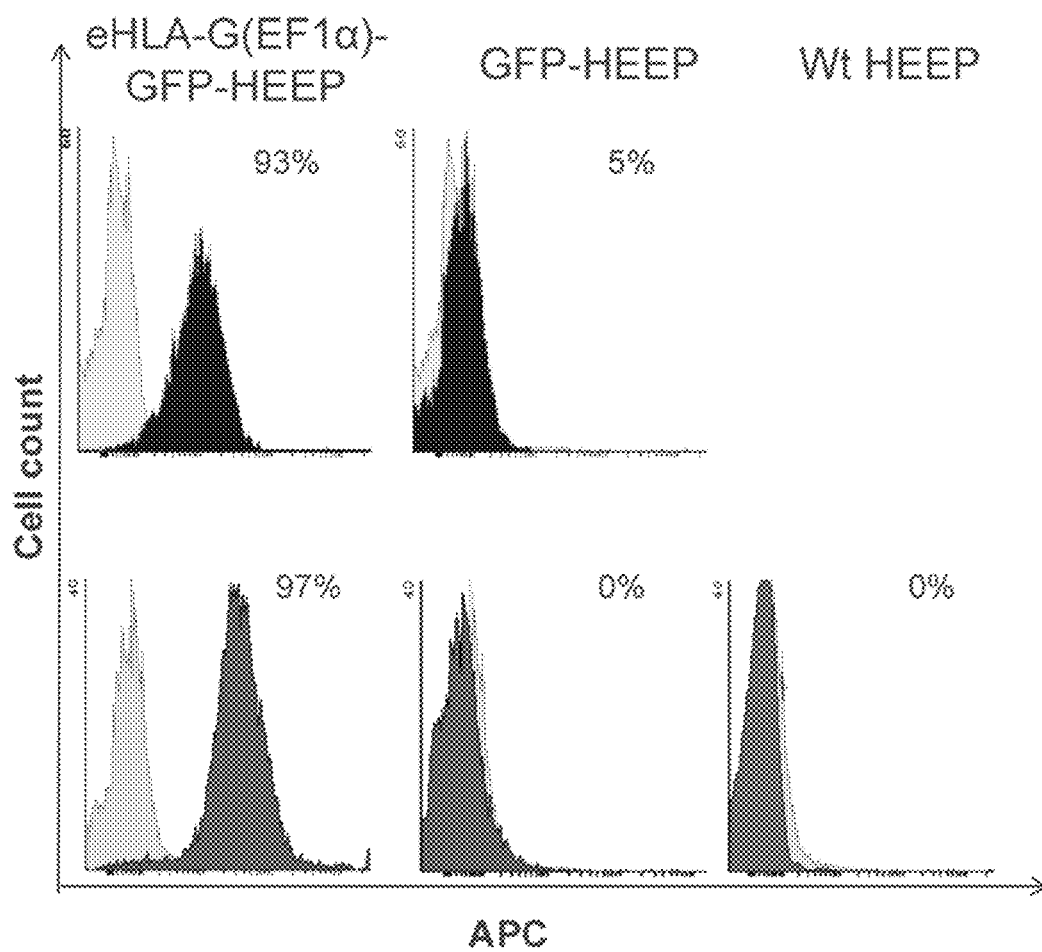 eHLA-G(EF1α)-
GFP-HEEP
GFP-HEEP
Wt HEEP
93%
5%
Cell count
97%
0%
0%
APC